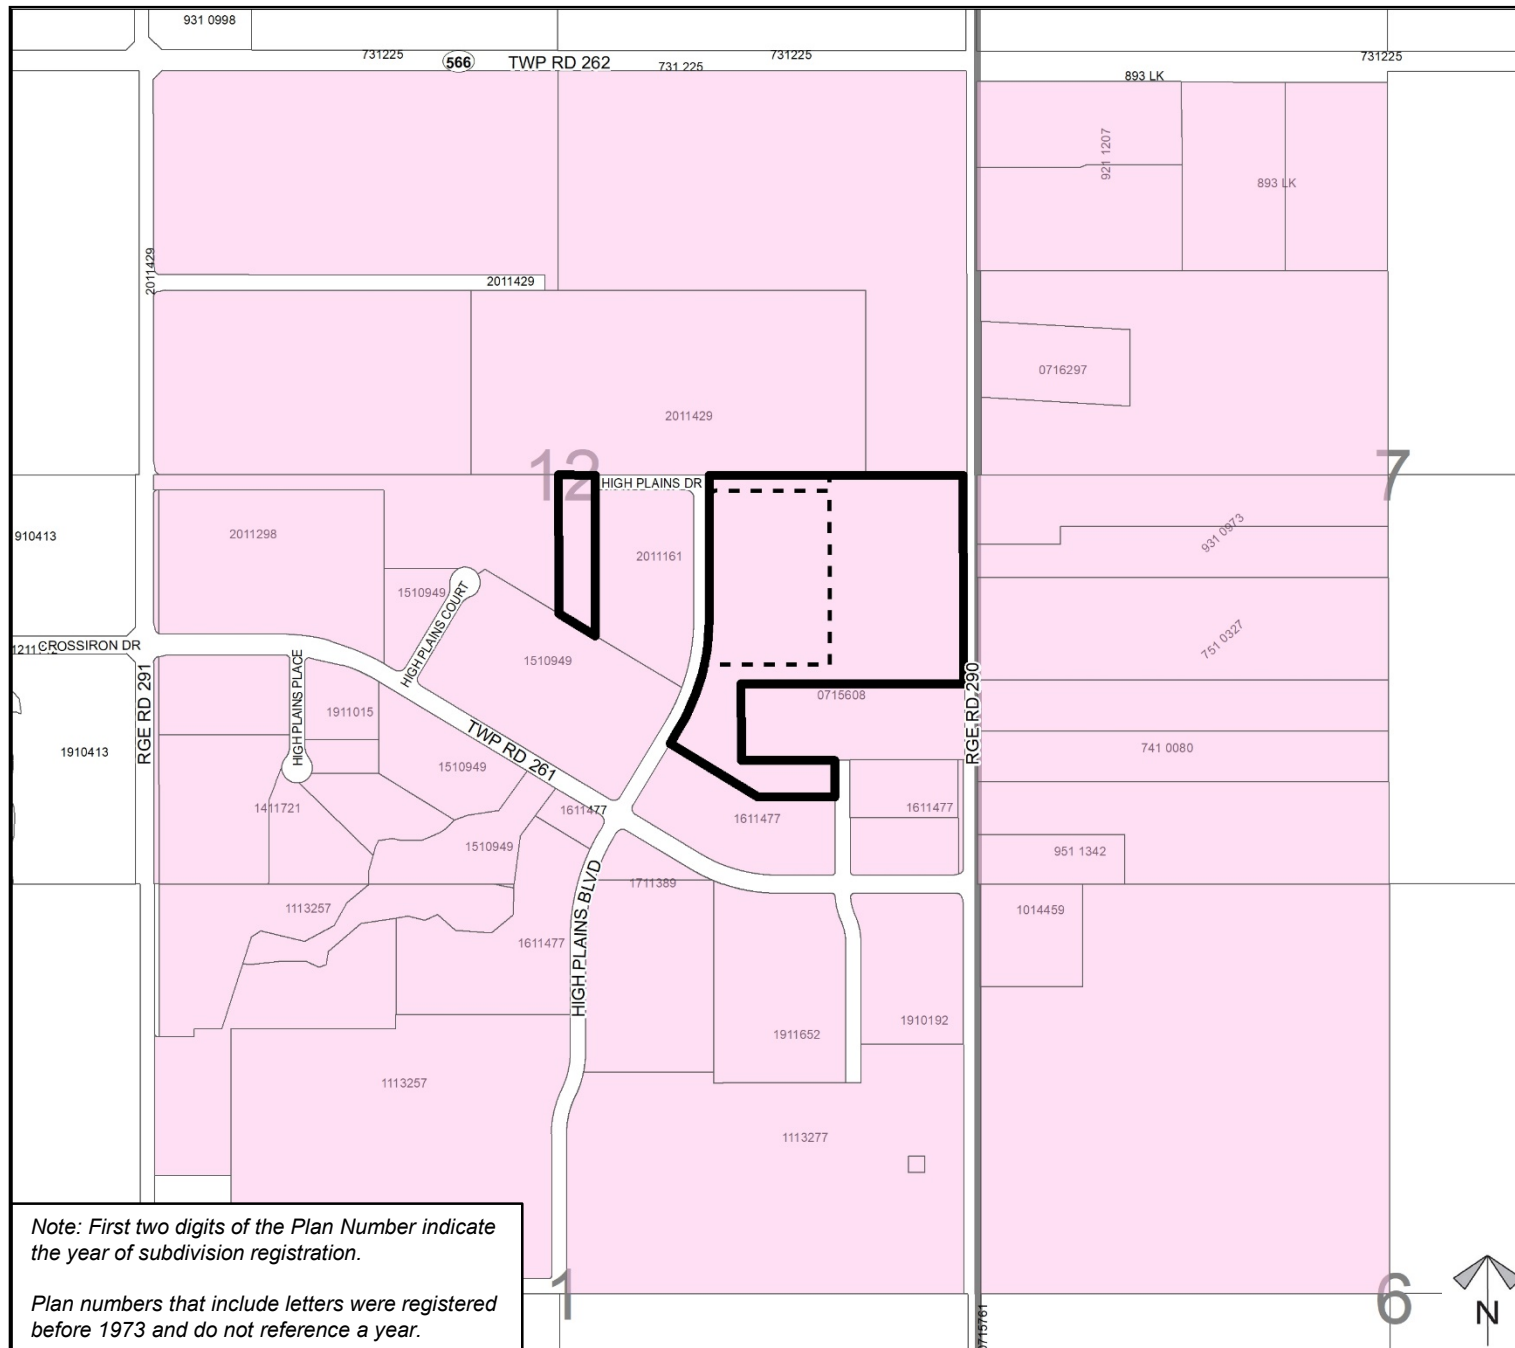 931 0998
731225
566
TWP RD 262
731 225
731225
731225
893 LK
921 1207
893 LK
2011429
2011429
0716297
2011429
12
7
HIGH PLAINS DR
910413
2011298
2011161
931 0973
1510949
HIGH PLAINS COURT
CROSSIRON DR
751 0327
HIGH PLAINS PLACE
1510949
RGE RD 291
RGE RD 290
0715608
1911015
TWP RD 261
1910413
741 0080
1510949
1411721
1611477
1611477
1611477
1510949
951 1342
1711389
HIGH PLAINS BLVD
1113257
1014459
1611477
1911652
1910192
1113257
1113277
Note: First two digits of the Plan Number indicate
the year of subdivision registration.
Plan numbers that include letters were registered
before 1973 and do not reference a year.
1
6
N